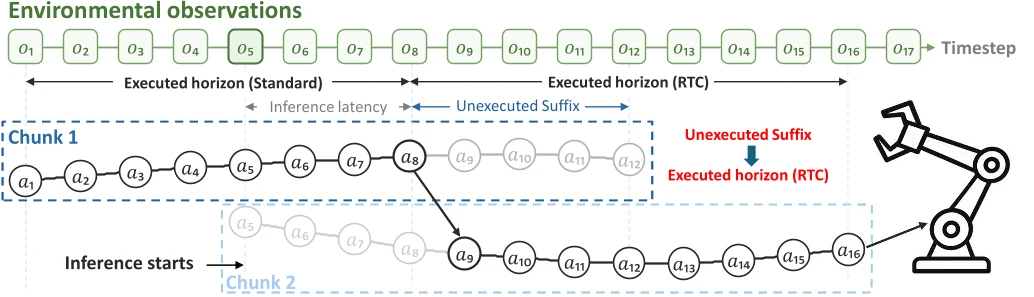 Environmental observations
o₁ o₂ o₃ o₄ o₅ o₆ o₇ o₈ o₉ o₁₀ o₁₁ o₁₂ o₁₃ o₁₄ o₁₅ o₁₆ o₁₇ Timestep
Executed horizon (Standard) Executed horizon (RTC)
Inference latency Unexecuted Suffix
Chunk 1
a₁ a₂ a₃ a₄ a₅ a₆ a₇ a₈ a₉ a₁₀ a₁₁ a₁₂
Unexecuted Suffix
Executed horizon (RTC)
a₅ a₆ a₇ a₈ a₉ a₁₀ a₁₁ a₁₂ a₁₃ a₁₄ a₁₅ a₁₆
Inference starts
Chunk 2